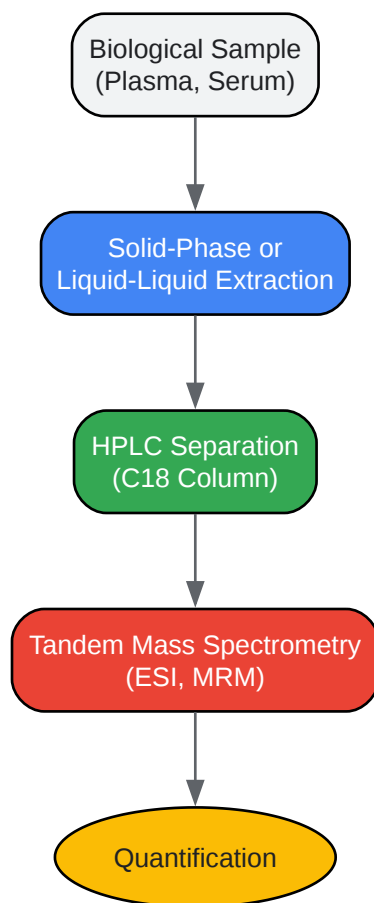 Biological Sample
(Plasma, Serum)
Solid-Phase or
Liquid-Liquid Extraction
HPLC Separation
(C18 Column)
Tandem Mass Spectrometry
(ESI, MRM)
Quantification